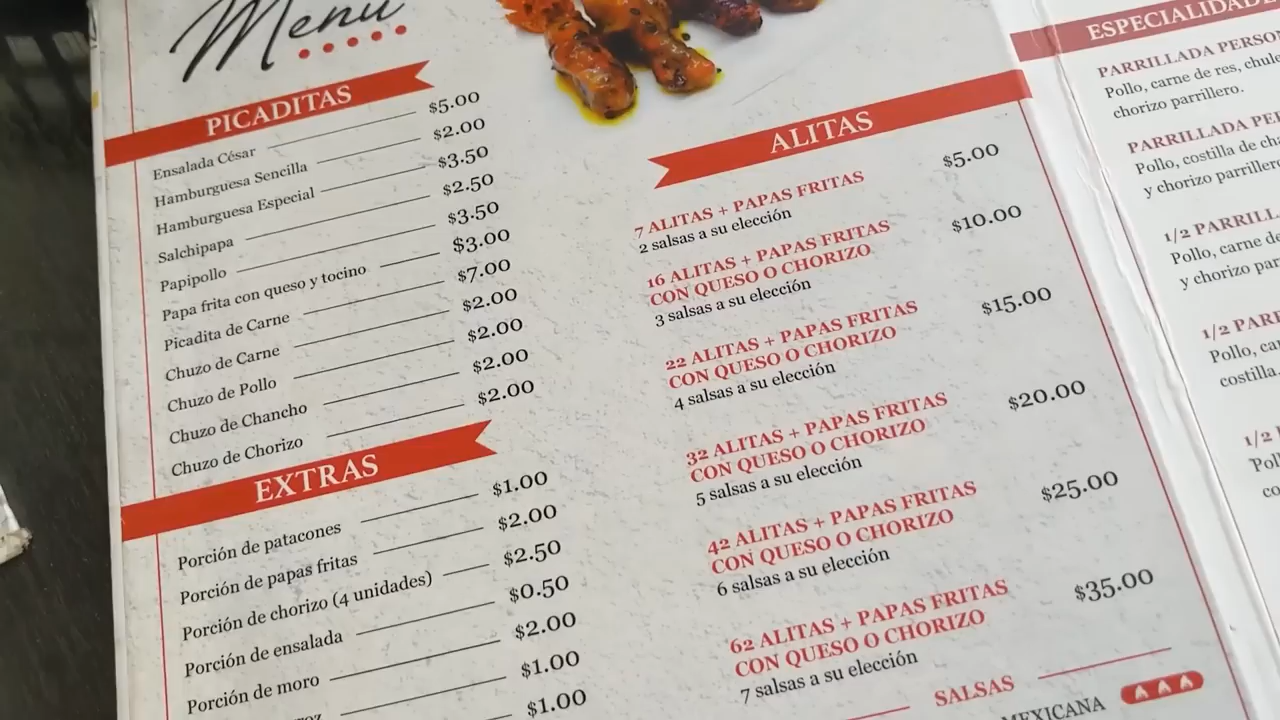 Menu
PICADITAS
Ensalada César $5.00
Hamburguesa Sencilla $2.00
Hamburguesa Especial $3.50
Salchipapa $2.50
Papipollo $3.50
Papa frita con queso y tocino $3.00
Picadita de Carne $7.00
Chuzo de Carne $2.00
Chuzo de Pollo $2.00
Chuzo de Chancho $2.00
Chuzo de Chorizo $2.00
EXTRAS
Porción de patacones $1.00
Porción de papas fritas $2.00
Porción de chorizo (4 unidades) $2.50
Porción de ensalada $0.50
Porción de moro $2.00
$1.00
$1.00
ALITAS
7 ALITAS + PAPAS FRITAS $5.00
2 salsas a su elección
16 ALITAS + PAPAS FRITAS $10.00
CON QUESO O CHORIZO
3 salsas a su elección
22 ALITAS + PAPAS FRITAS $15.00
CON QUESO O CHORIZO
4 salsas a su elección
32 ALITAS + PAPAS FRITAS $20.00
CON QUESO O CHORIZO
5 salsas a su elección
42 ALITAS + PAPAS FRITAS $25.00
CON QUESO O CHORIZO
6 salsas a su elección
62 ALITAS + PAPAS FRITAS $35.00
CON QUESO O CHORIZO
7 salsas a su elección
SALSAS
MEXICANA
ESPECIALIDADE
PARRILLADA PERSO
Pollo, carne de res, chule
chorizo parrillero.
PARRILLADA PE
Pollo, costilla de cha
y chorizo parriller
1/2 PARRILL
Pollo, carne de
y chorizo par
1/2 PAR
Pollo, ca
costilla.
1/2
Pol
co